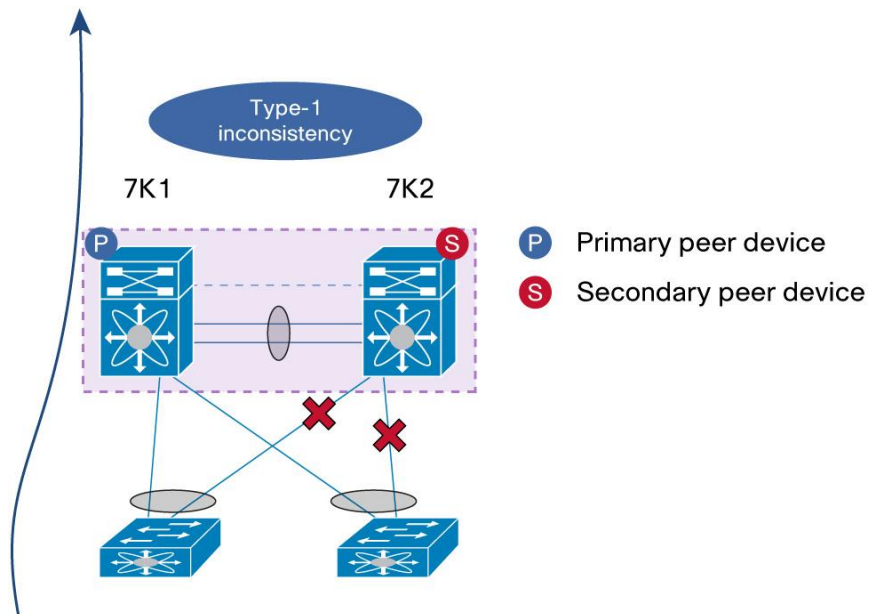 Type-1
inconsistency
7K1
7K2
P
S
P Primary peer device
S Secondary peer device